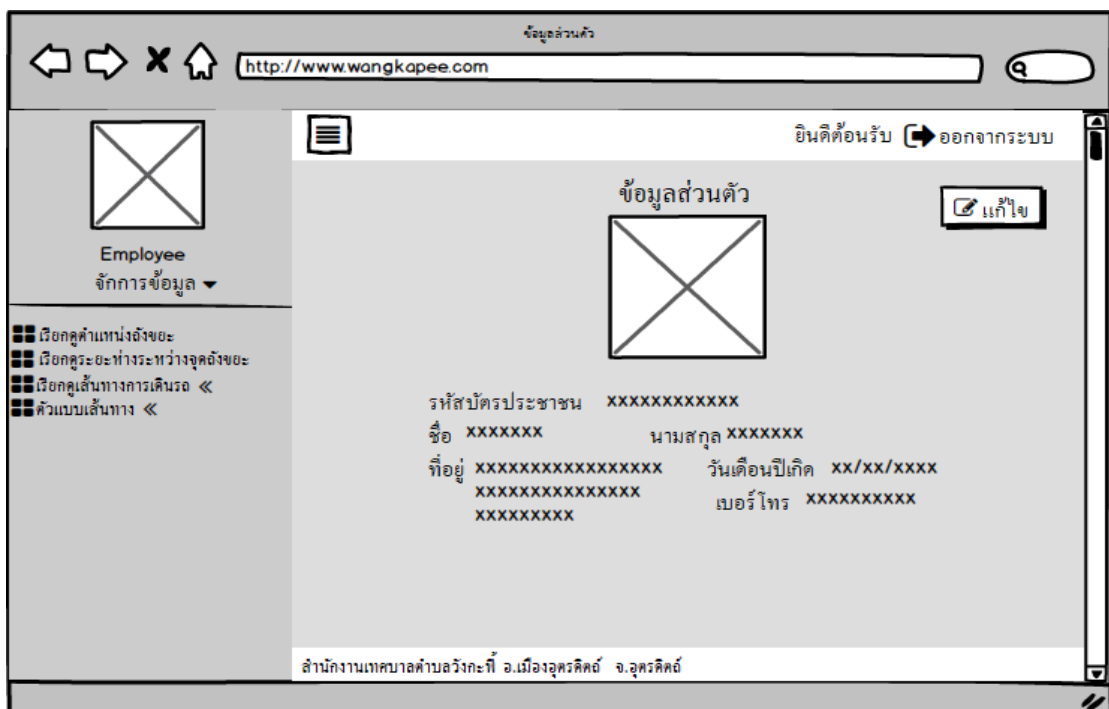 ข้อมูลส่วนตัว
http://www.wangkapee.com
ยินดีต้อนรับ ออกจากระบบ
Employee
จักการข้อมูล
เรียกดูตำแหน่งถังขยะ
เรียกดูระยะห่างระหว่างจุดถังขยะ
เรียกดูเส้นทางการเดินรถ «
ตัวแบบเส้นทาง «
ข้อมูลส่วนตัว
แก้ไข
รหัสบัตรประชาชน xxxxxxxxxxxx
ชื่อ xxxxxxx นามสกุล xxxxxxx
ที่อยู่ xxxxxxxxxxxxxxxxx วันเดือนปีเกิด xx/xx/xxxx
xxxxxxxxxxxxxxx เบอร์โทร xxxxxxxxxx
xxxxxxxxx
สำนักงานเทศบาลตำบลวังกะพี้ อ.เมืองอุตรดิตถ์ จ.อุตรดิตถ์